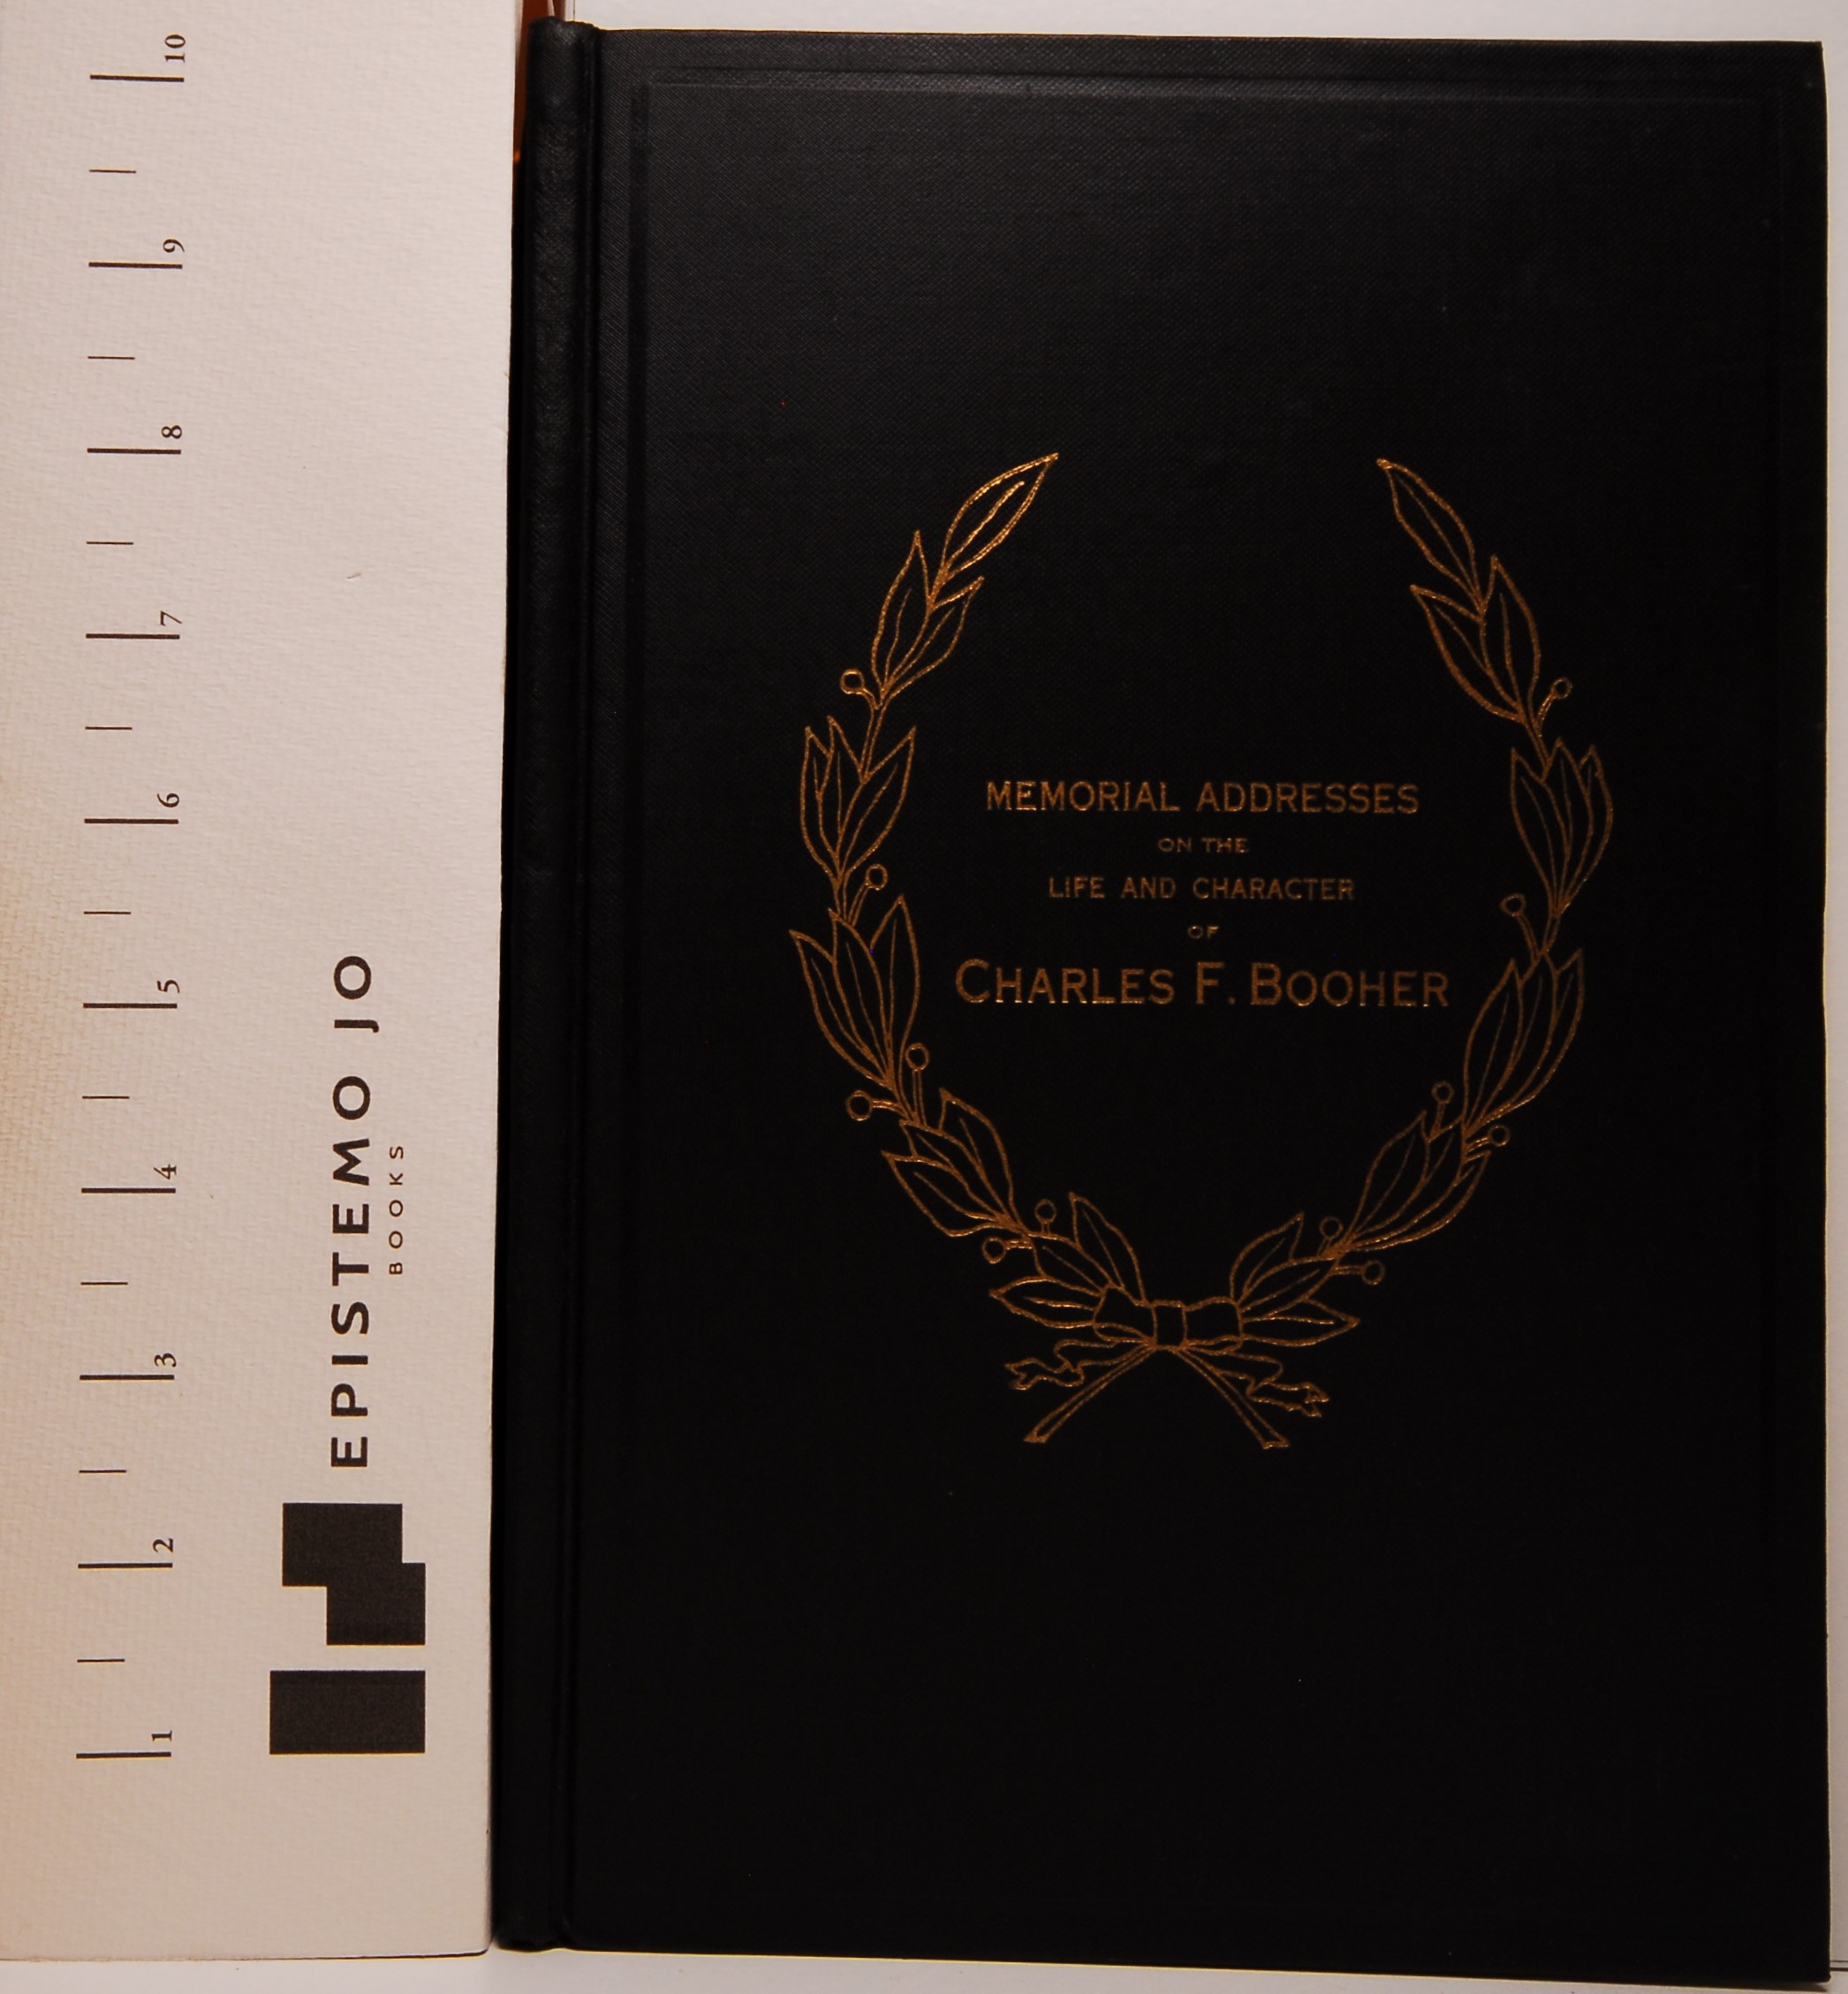 10
9
8
7
6
5
4
3
2
1
EPISTEMO JO
BOOKS
MEMORIAL ADDRESSES
ON THE
LIFE AND CHARACTER
OF
CHARLES F. BOOHER